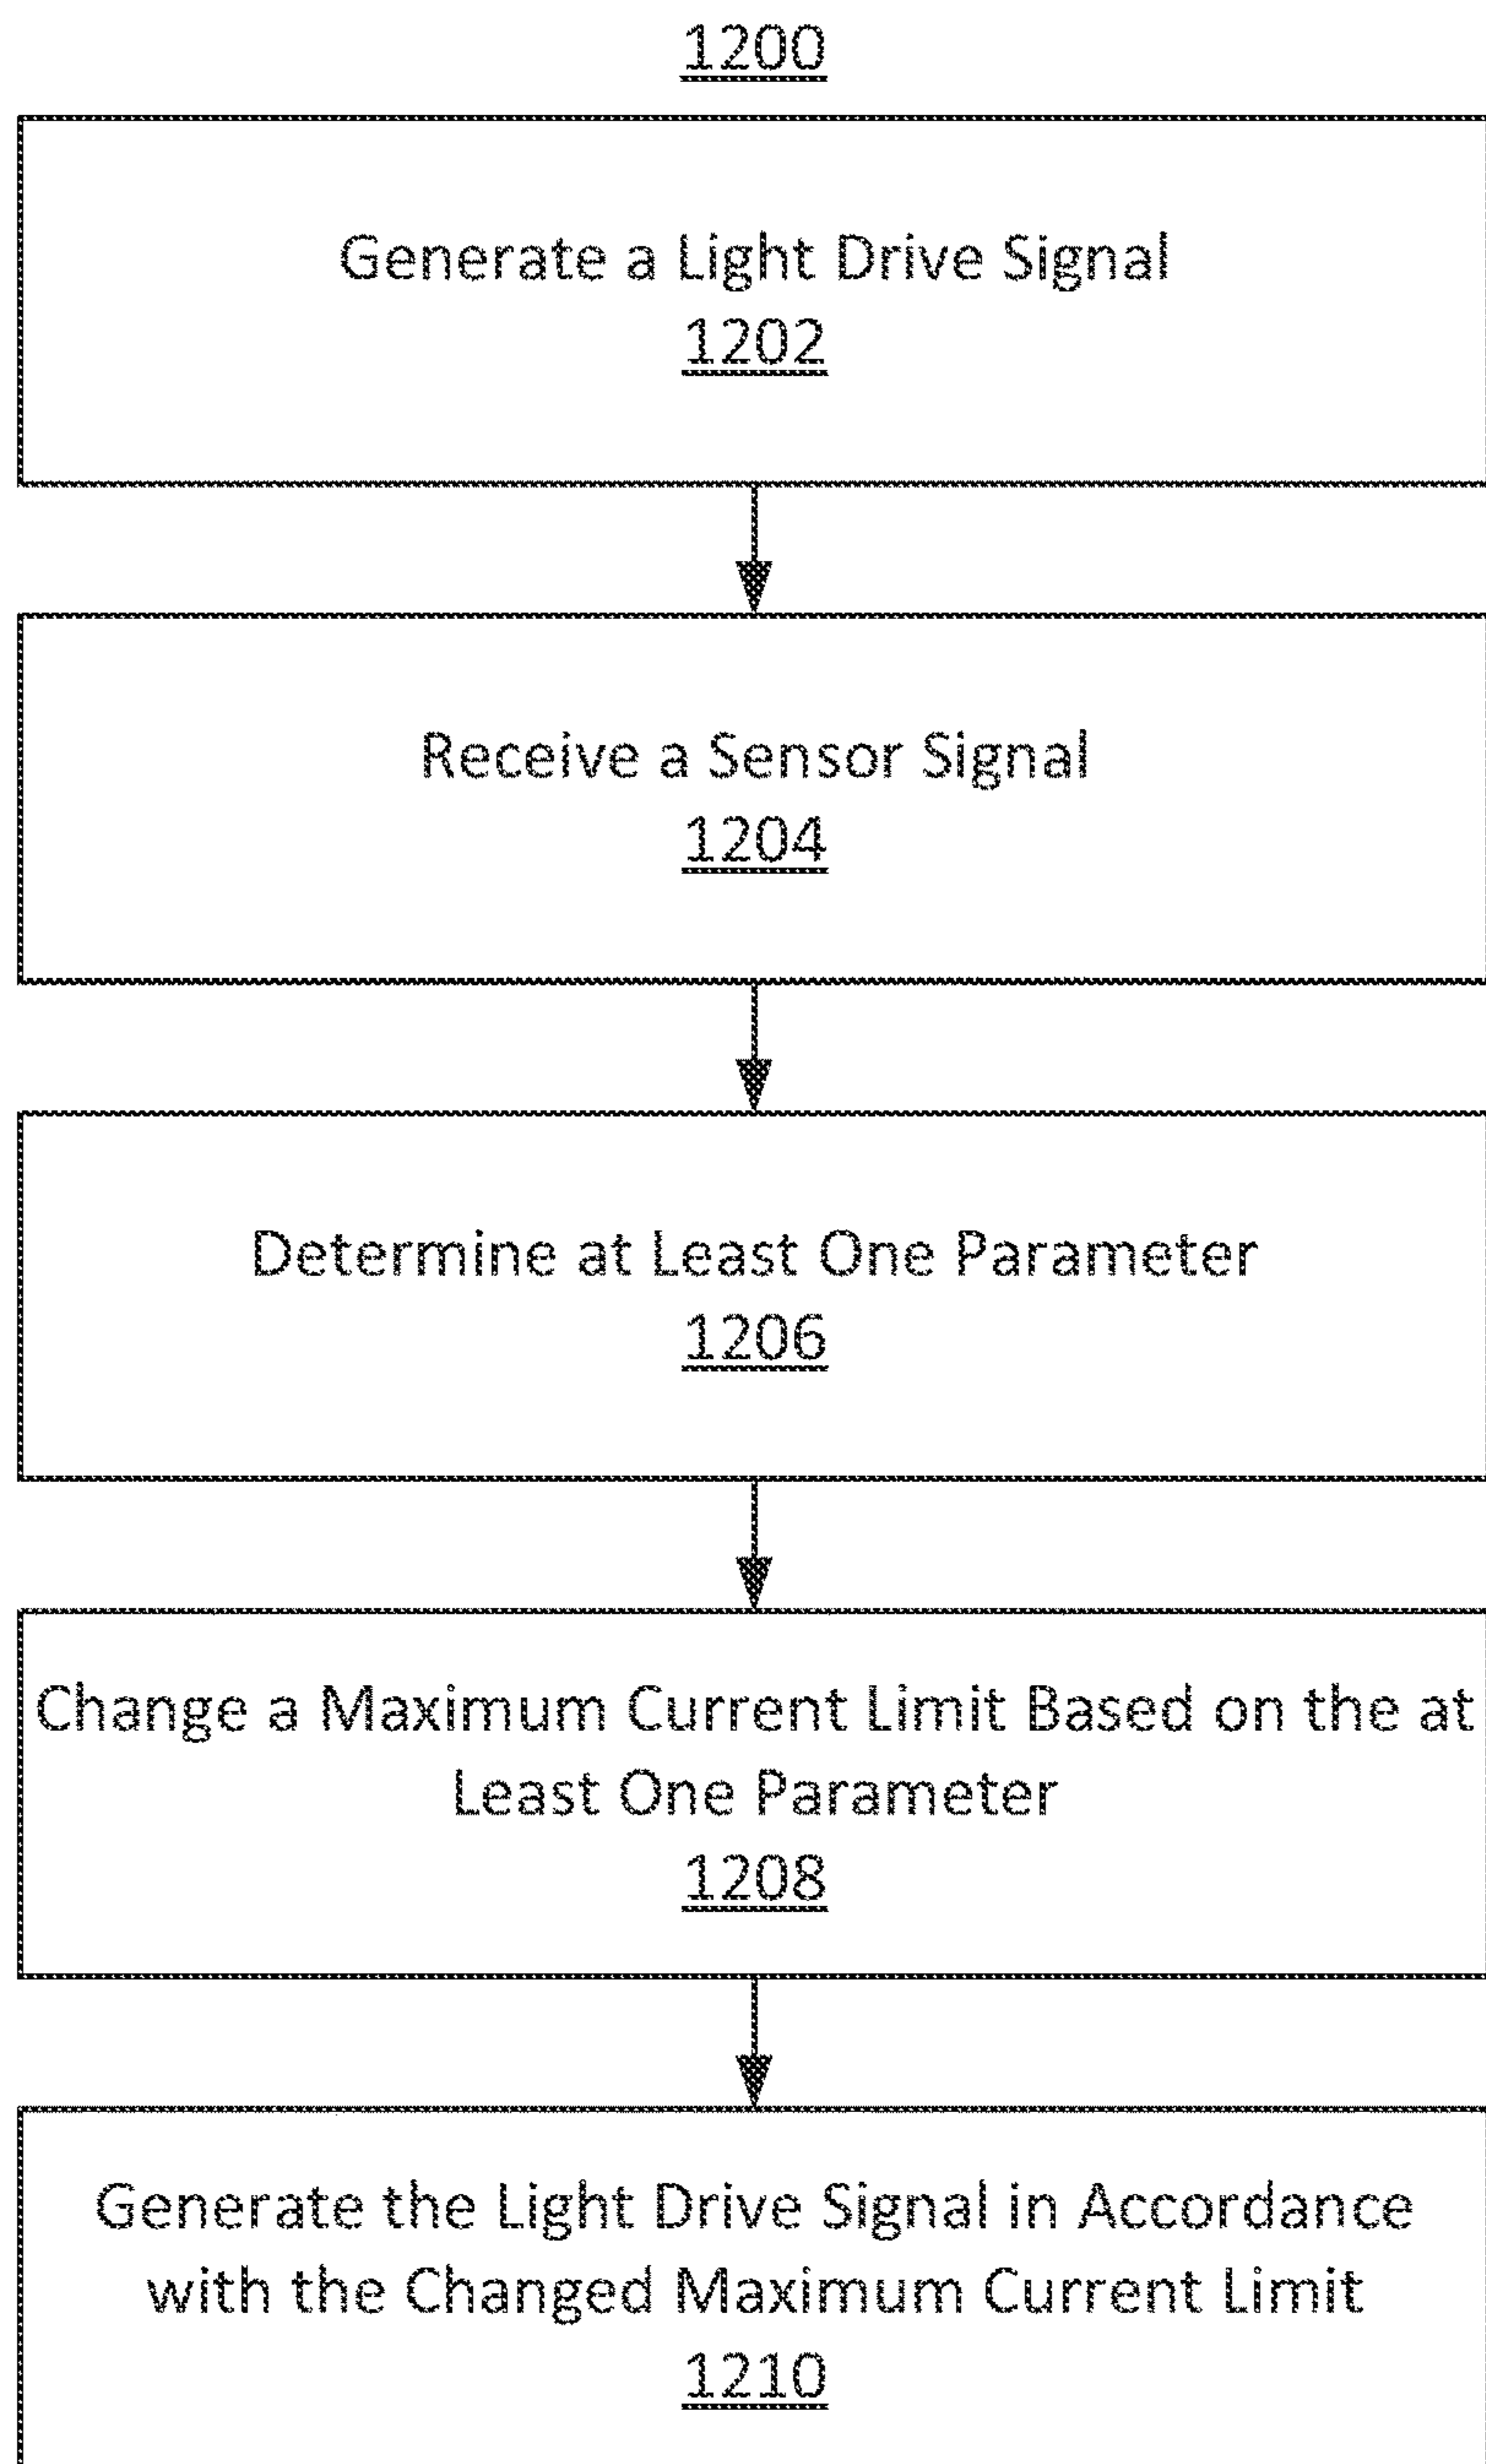 1200
Generate a Light Drive Signal
1202
Receive a Sensor Signal
1204
Determine at Least One Parameter
1206
Change a Maximum Current Limit Based on the at
Least One Parameter
1208
Generate the Light Drive Signal in Accordance
with the Changed Maximum Current Limit
1210